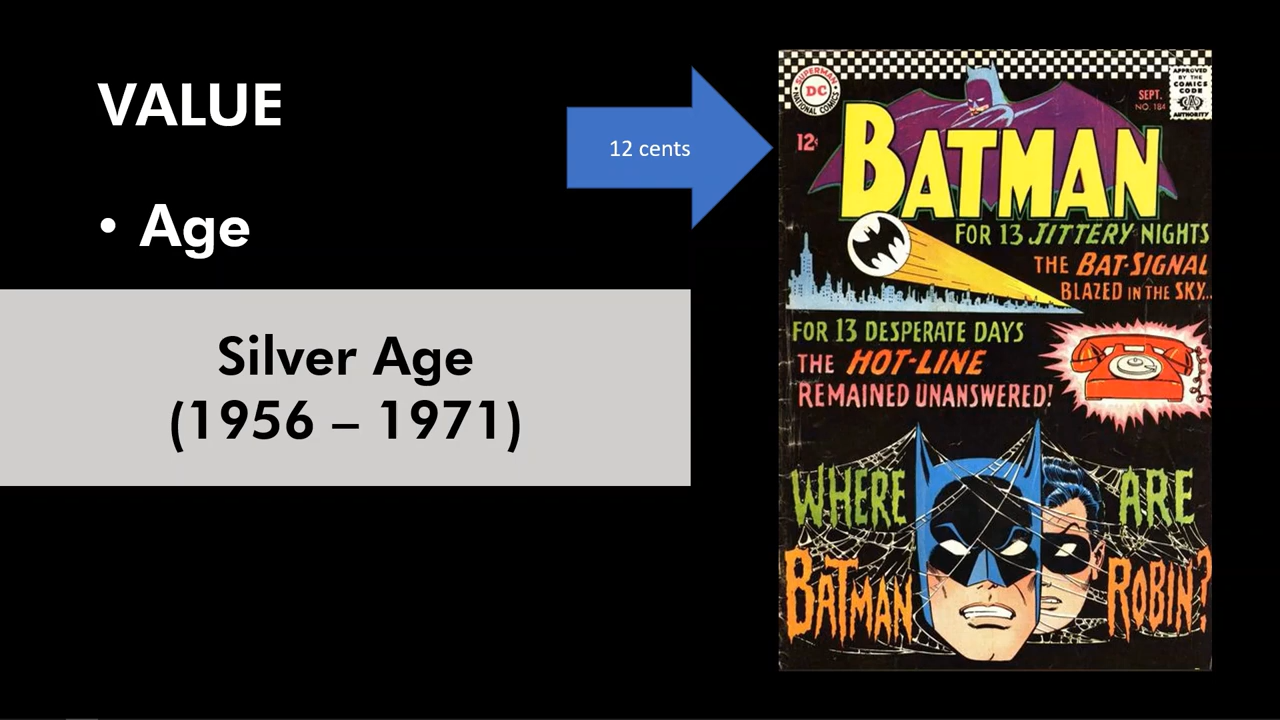 VALUE
• Age
Silver Age
(1956 – 1971)
12 cents
SUPERMAN
DC
NATIONAL COMICS
SEPT.
NO. 184
APPROVED
BY THE
COMICS
CODE
AUTHORITY
12¢
BATMAN
FOR 13 JITTERY NIGHTS
THE BAT-SIGNAL
BLAZED IN THE SKY...
FOR 13 DESPERATE DAYS
THE HOT-LINE
REMAINED UNANSWERED!
WHERE ARE
BATMAN ROBIN?